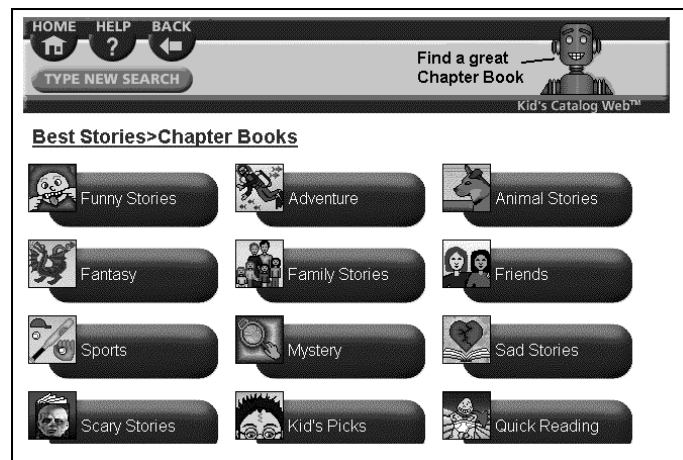 HOME HELP BACK
?
TYPE NEW SEARCH
Find a great
Chapter Book
Kid's Catalog Web™
Best Stories>Chapter Books
Funny Stories Adventure Animal Stories
Fantasy Family Stories Friends
Sports Mystery Sad Stories
Scary Stories Kid's Picks Quick Reading